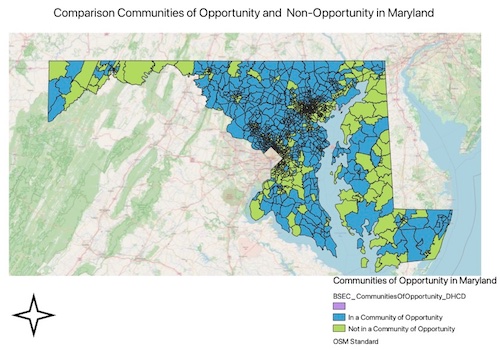 Comparison Communities of Opportunity and Non-Opportunity in Maryland
Communities of Opportunity in Maryland
BSEC_CommunitiesOfOpportunity_DHCD
In a Community of Opportunity
Not in a Community of Opportunity
OSM Standard